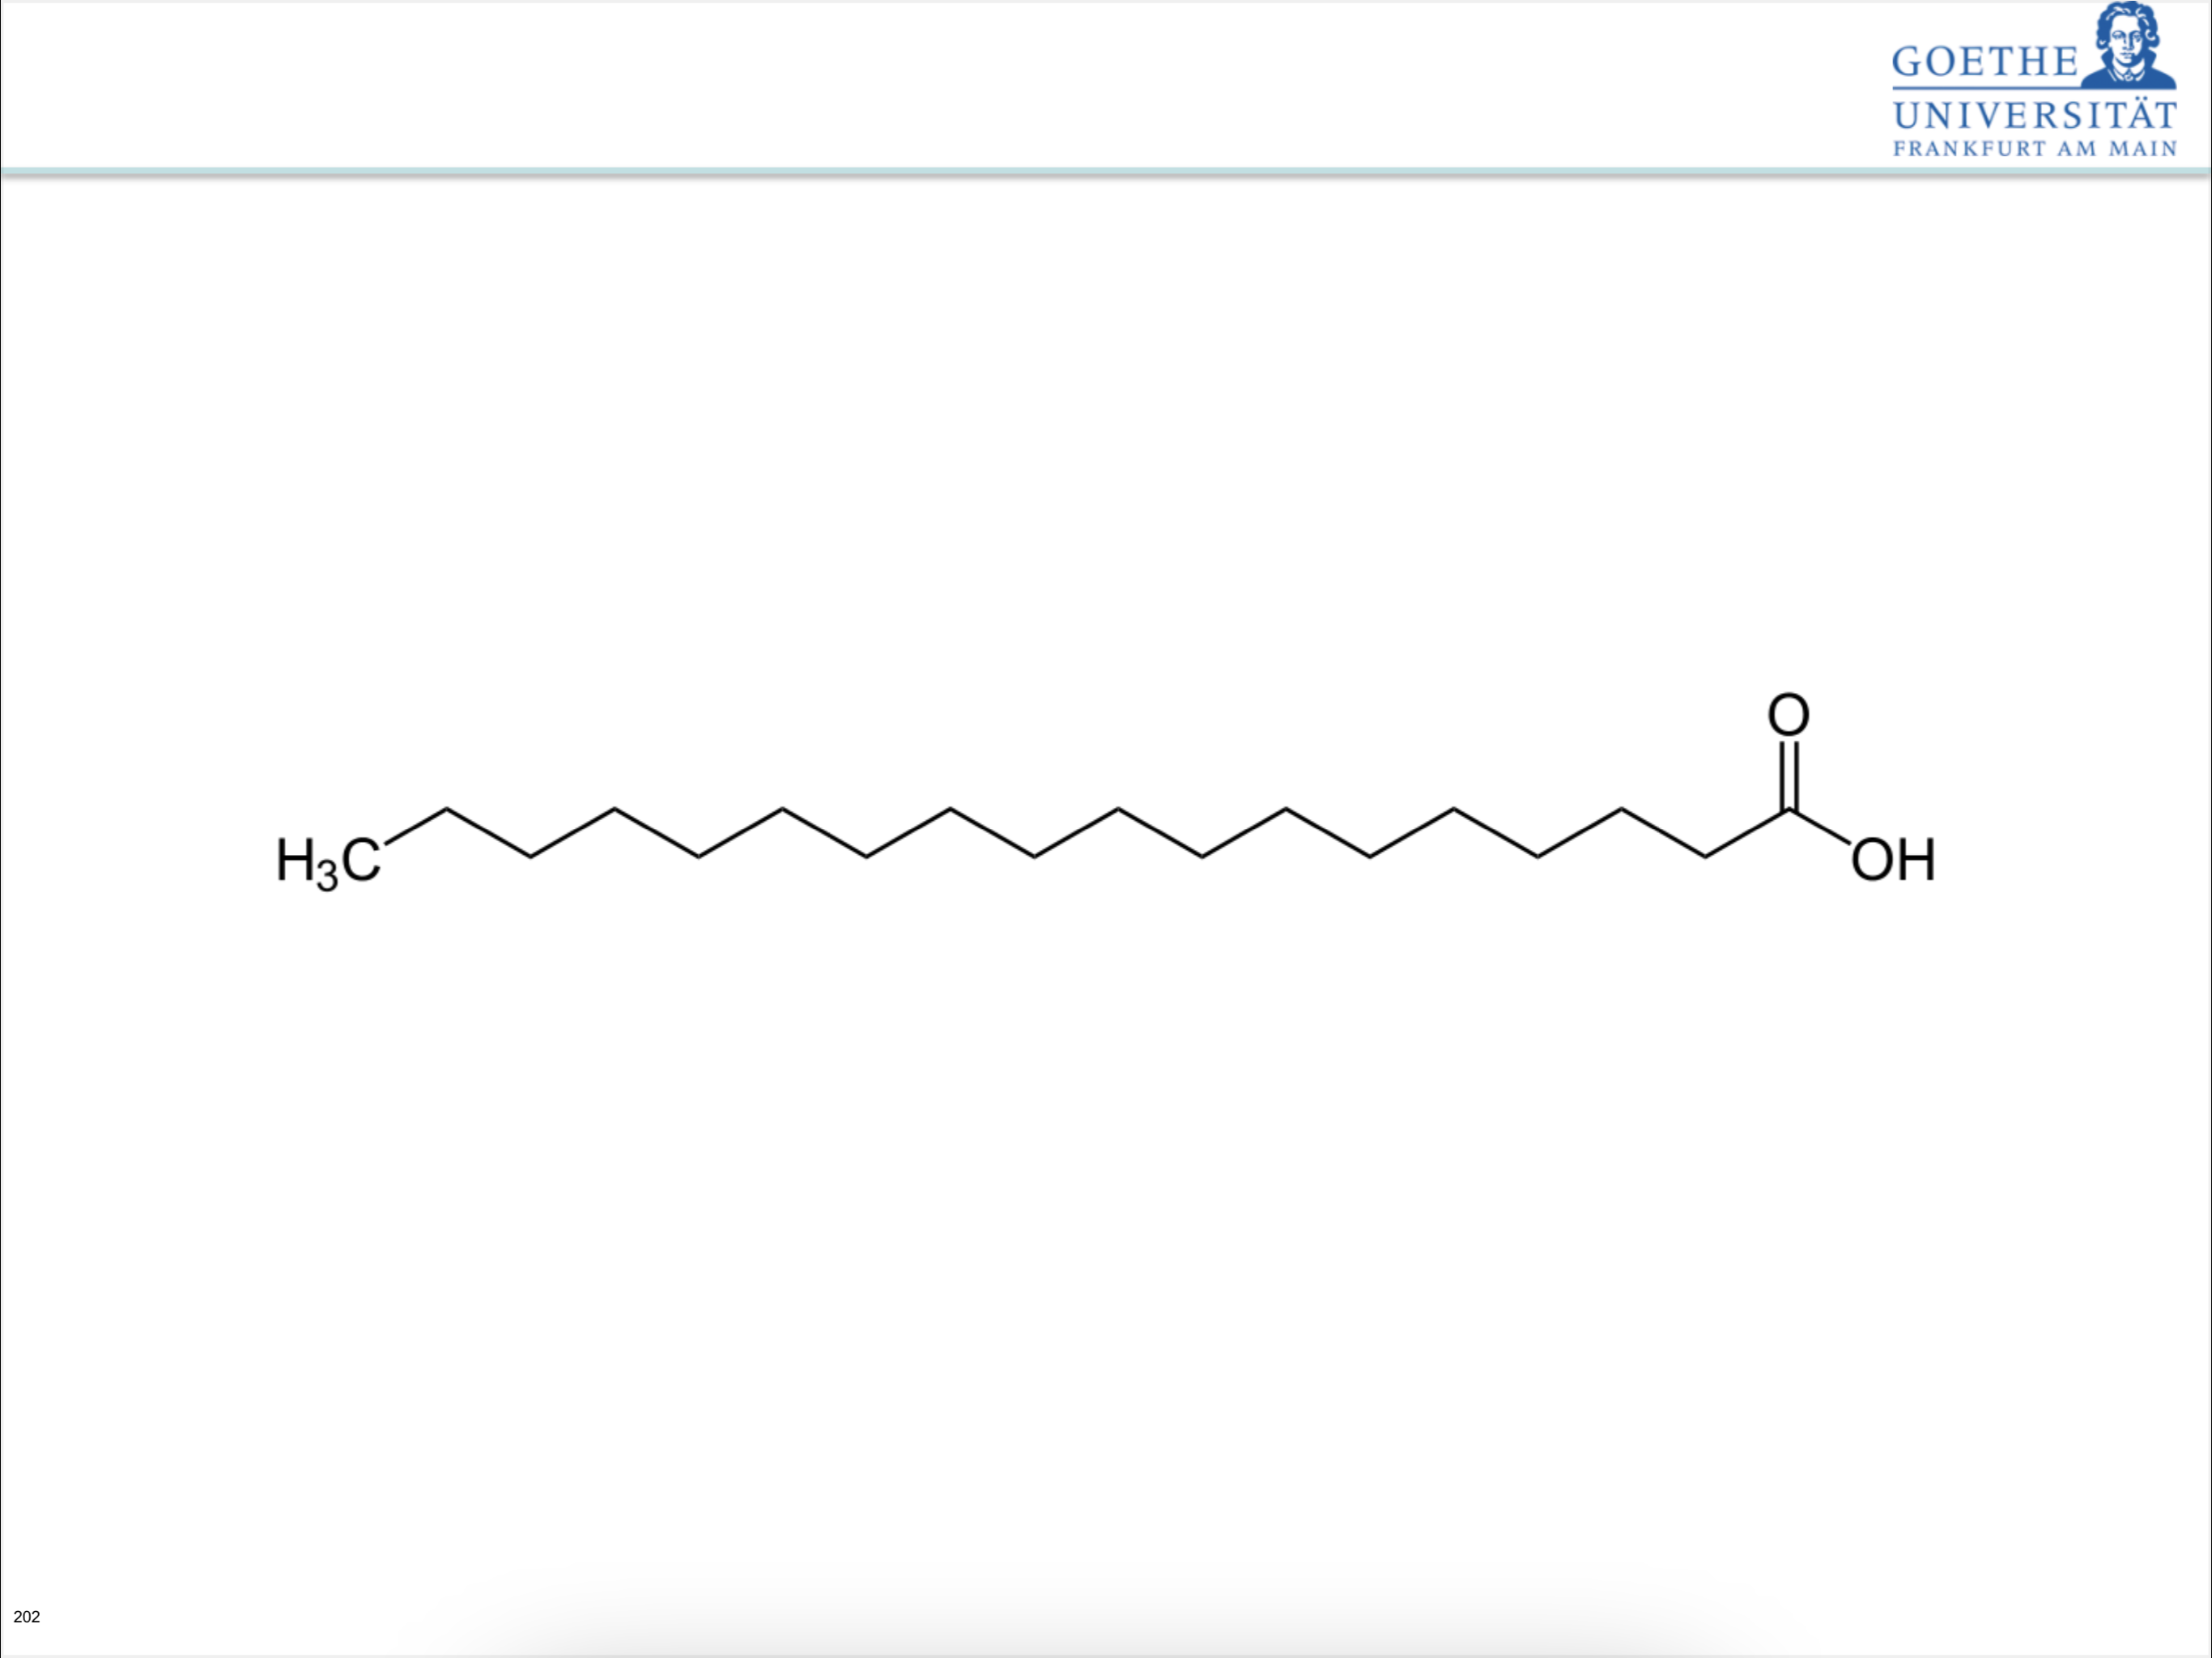 GOETHE
UNIVERSITÄT
FRANKFURT AM MAIN
O
H₃C
OH
202